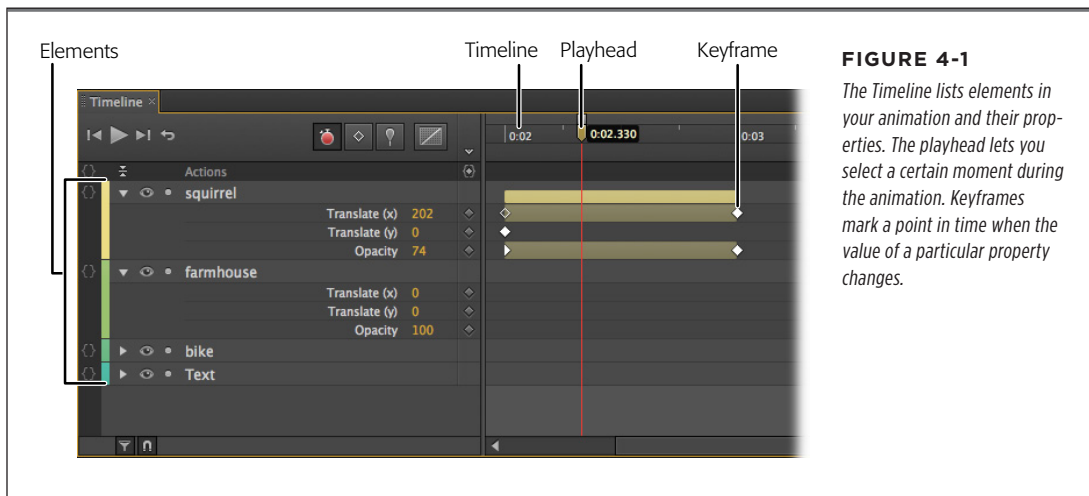 Elements
Timeline
Playhead
Keyframe
Timeline ×
0:02
0:02.330
0:03
Actions
squirrel
Translate (x) 202
Translate (y) 0
Opacity 74
farmhouse
Translate (x) 0
Translate (y) 0
Opacity 100
bike
Text
FIGURE 4-1
The Timeline lists elements in
your animation and their prop-
erties. The playhead lets you
select a certain moment during
the animation. Keyframes
mark a point in time when the
value of a particular property
changes.